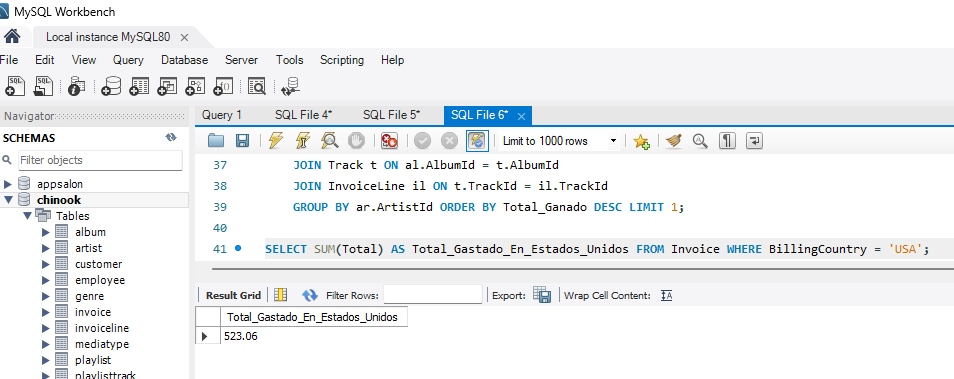 MySQL Workbench
Local instance MySQL80
File Edit View Query Database Server Tools Scripting Help
Navigator
Query 1 SQL File 4* SQL File 5* SQL File 6*
SCHEMAS
Limit to 1000 rows
Filter objects
appsalon
chinook
Tables
album
artist
customer
employee
genre
invoice
invoiceline
mediatype
playlist
playlisttrack
37 JOIN Track t ON al.AlbumId = t.AlbumId
38 JOIN InvoiceLine il ON t.TrackId = il.TrackId
39 GROUP BY ar.ArtistId ORDER BY Total_Ganado DESC LIMIT 1;
40
41 SELECT SUM(Total) AS Total_Gastado_En_Estados_Unidos FROM Invoice WHERE BillingCountry = 'USA';
Result Grid Filter Rows: Export: Wrap Cell Content:
Total_Gastado_En_Estados_Unidos
523.06